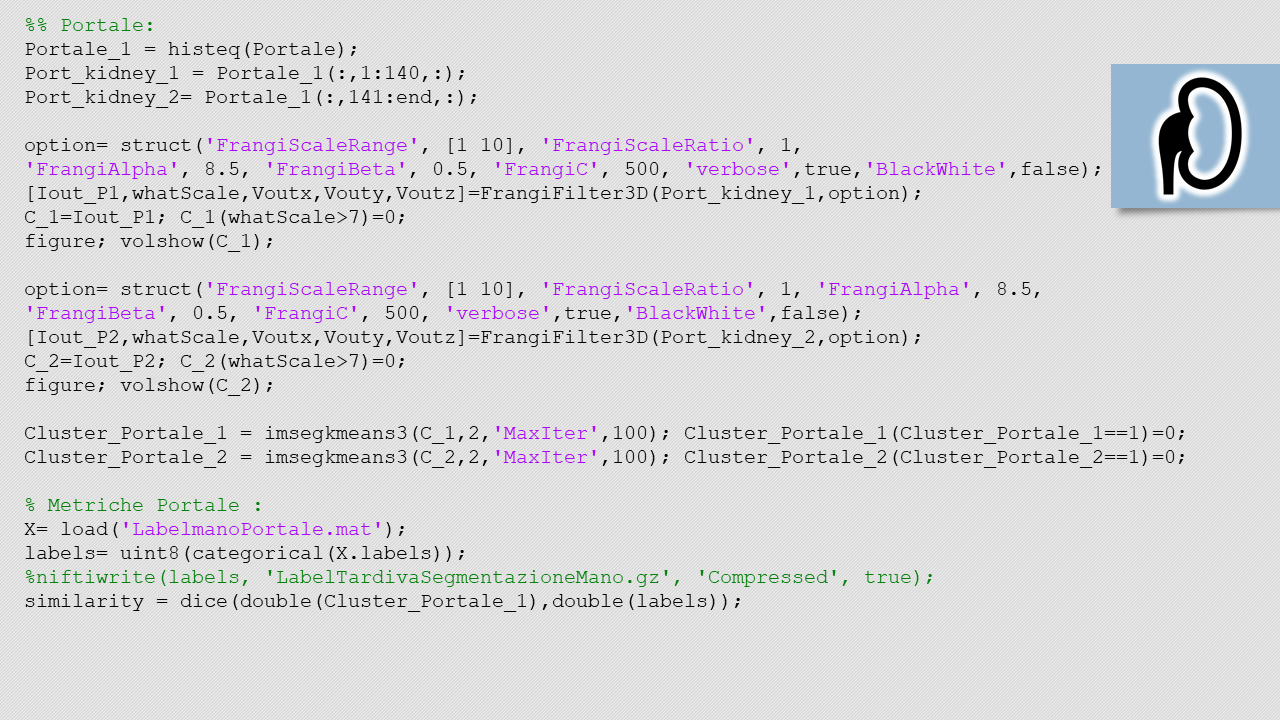 %% Portale:
Portale_1 = histeq(Portale);
Port_kidney_1 = Portale_1(:,1:140,:);
Port_kidney_2= Portale_1(:,141:end,:);
option= struct('FrangiScaleRange', [1 10], 'FrangiScaleRatio', 1,
'FrangiAlpha', 8.5, 'FrangiBeta', 0.5, 'FrangiC', 500, 'verbose',true,'BlackWhite',false);
[Iout_P1,whatScale,Voutx,Vouty,Voutz]=FrangiFilter3D(Port_kidney_1,option);
C_1=Iout_P1; C_1(whatScale>7)=0;
figure; volshow(C_1);
option= struct('FrangiScaleRange', [1 10], 'FrangiScaleRatio', 1, 'FrangiAlpha', 8.5,
'FrangiBeta', 0.5, 'FrangiC', 500, 'verbose',true,'BlackWhite',false);
[Iout_P2,whatScale,Voutx,Vouty,Voutz]=FrangiFilter3D(Port_kidney_2,option);
C_2=Iout_P2; C_2(whatScale>7)=0;
figure; volshow(C_2);
Cluster_Portale_1 = imsegkmeans3(C_1,2,'MaxIter',100); Cluster_Portale_1(Cluster_Portale_1==1)=0;
Cluster_Portale_2 = imsegkmeans3(C_2,2,'MaxIter',100); Cluster_Portale_2(Cluster_Portale_2==1)=0;
% Metriche Portale :
X= load('LabelmanoPortale.mat');
labels= uint8(categorical(X.labels));
%niftiwrite(labels, 'LabelTardivaSegmentazioneMano.gz', 'Compressed', true);
similarity = dice(double(Cluster_Portale_1),double(labels));